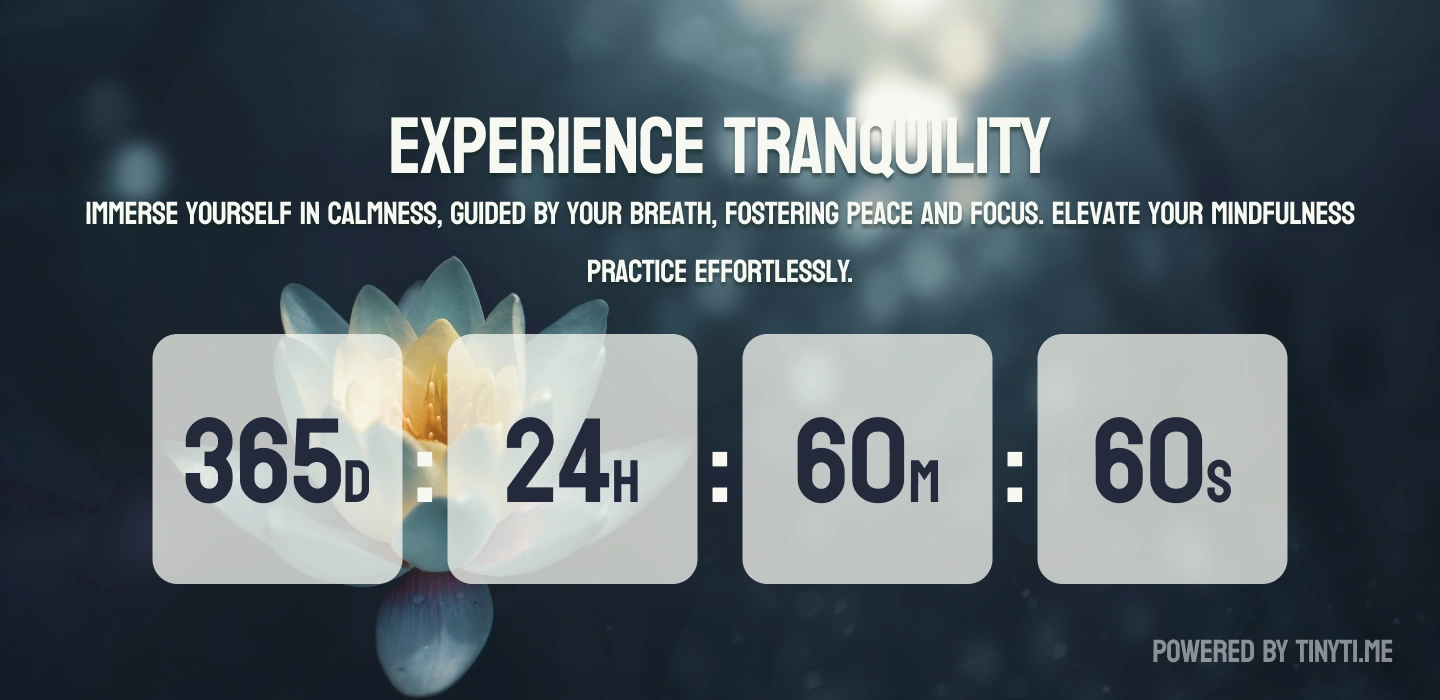 EXPERIENCE TRANQUILITY
IMMERSE YOURSELF IN CALMNESS, GUIDED BY YOUR BREATH, FOSTERING PEACE AND FOCUS. ELEVATE YOUR MINDFULNESS
PRACTICE EFFORTLESSLY.
365D : 24H : 60M : 60S
POWERED BY TINYTI.ME